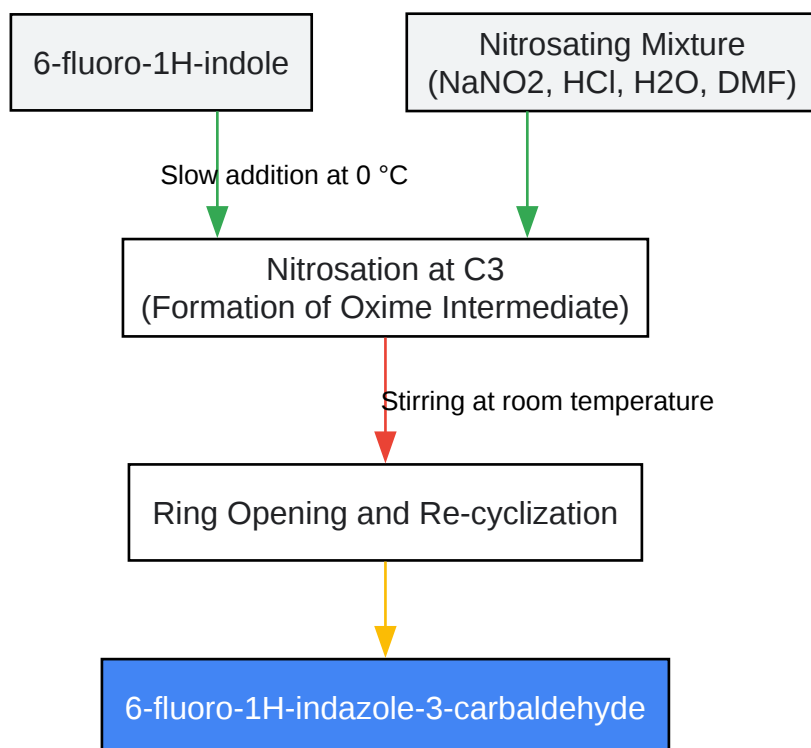 6-fluoro-1H-indole
Nitrosating Mixture
(NaNO2, HCl, H2O, DMF)
Slow addition at 0 °C
Nitrosation at C3
(Formation of Oxime Intermediate)
Stirring at room temperature
Ring Opening and Re-cyclization
6-fluoro-1H-indazole-3-carbaldehyde